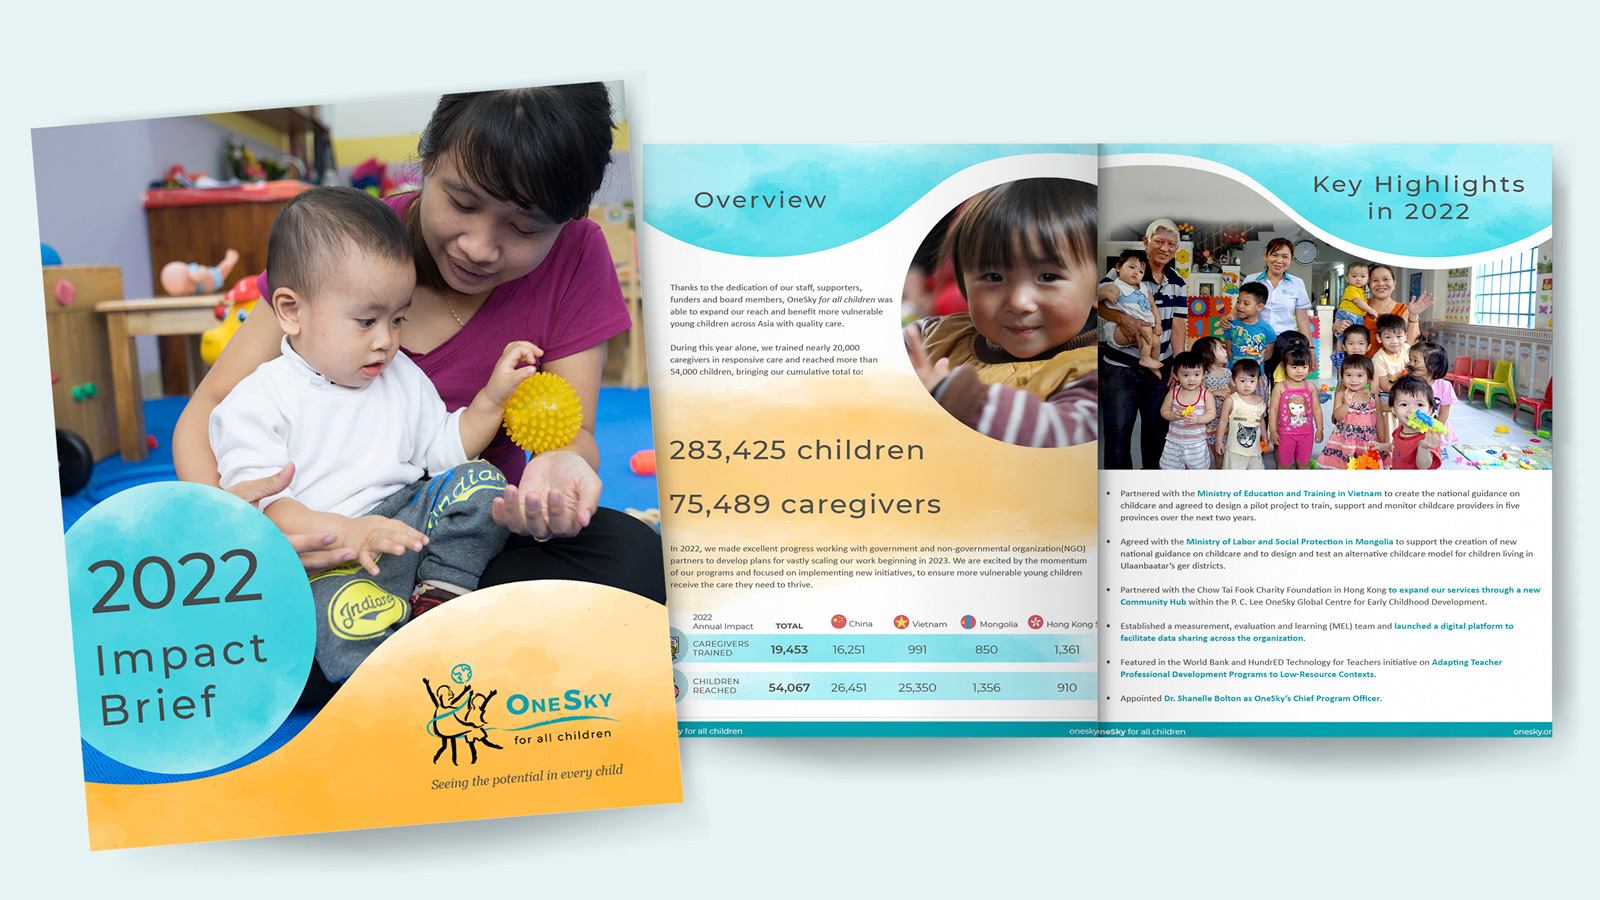 2022
Impact
Brief
ONESKY
for all children
Seeing the potential in every child
Indian
Indians
Overview
Thanks to the dedication of our staff, supporters,
funders and board members, OneSky for all children was
able to expand our reach and benefit more vulnerable
young children across Asia with quality care.
During this year alone, we trained nearly 20,000
caregivers in responsive care and reached more than
54,000 children, bringing our cumulative total to:
283,425 children
75,489 caregivers
In 2022, we made excellent progress working with government and non-governmental organization(NGO)
partners to develop plans for vastly scaling our work beginning in 2023. We are excited by the momentum
of our programs and focused on implementing new initiatives, to ensure more vulnerable young children
receive the care they need to thrive.
2022
Annual Impact TOTAL China Vietnam Mongolia Hong Kong S
CAREGIVERS
TRAINED 19,453 16,251 991 850 1,361
CHILDREN
REACHED 54,067 26,451 25,350 1,356 910
y for all children
onesky
Key Highlights
in 2022
• Partnered with the Ministry of Education and Training in Vietnam to create the national guidance on
childcare and agreed to design a pilot project to train, support and monitor childcare providers in five
provinces over the next two years.
• Agreed with the Ministry of Labor and Social Protection in Mongolia to support the creation of new
national guidance on childcare and to design and test an alternative childcare model for children living in
Ulaanbaatar's ger districts.
• Partnered with the Chow Tai Fook Charity Foundation in Hong Kong to expand our services through a new
Community Hub within the P. C. Lee OneSky Global Centre for Early Childhood Development.
• Established a measurement, evaluation and learning (MEL) team and launched a digital platform to
facilitate data sharing across the organization.
• Featured in the World Bank and HundrED Technology for Teachers initiative on Adapting Teacher
Professional Development Programs to Low-Resource Contexts.
• Appointed Dr. Shanelle Bolton as OneSky's Chief Program Officer.
neSky for all children
onesky.or